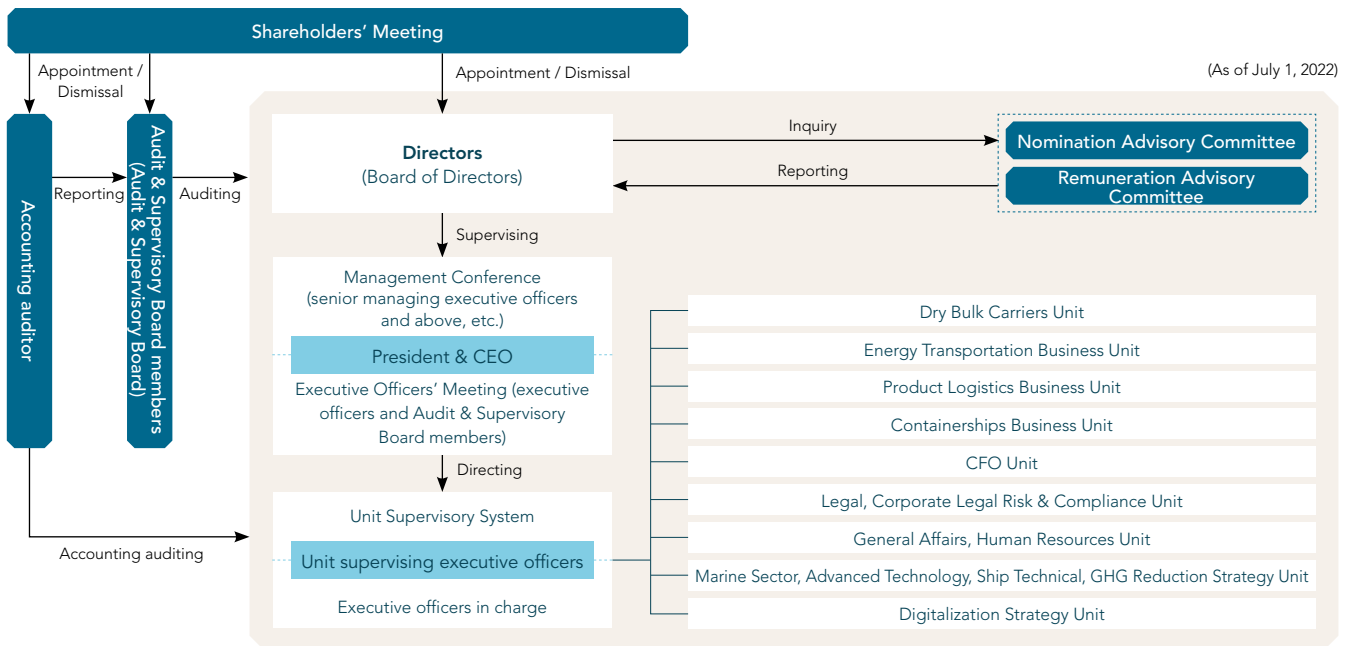 Shareholders’ Meeting
Appointment /
Dismissal
Appointment / Dismissal
(As of July 1, 2022)
Accounting auditor
Reporting
Audit & Supervisory Board members
(Audit & Supervisory Board)
Auditing
Directors
(Board of Directors)
Inquiry
Reporting
Nomination Advisory Committee
Remuneration Advisory
Committee
Supervising
Management Conference
(senior managing executive officers
and above, etc.)
President & CEO
Executive Officers’ Meeting (executive
officers and Audit & Supervisory
Board members)
Directing
Unit Supervisory System
Unit supervising executive officers
Executive officers in charge
Accounting auditing
Dry Bulk Carriers Unit
Energy Transportation Business Unit
Product Logistics Business Unit
Containerships Business Unit
CFO Unit
Legal, Corporate Legal Risk & Compliance Unit
General Affairs, Human Resources Unit
Marine Sector, Advanced Technology, Ship Technical, GHG Reduction Strategy Unit
Digitalization Strategy Unit